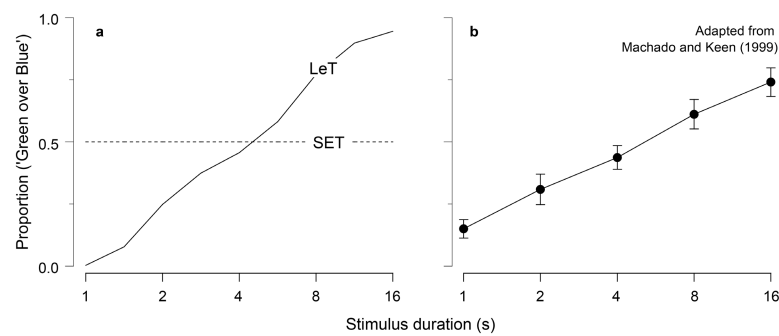 Proportion ('Green over Blue')
1.0
0.5
0.0
a
LeT
SET
1 2 4 8 16
b
Adapted from
Machado and Keen (1999)
1 2 4 8 16
Stimulus duration (s)